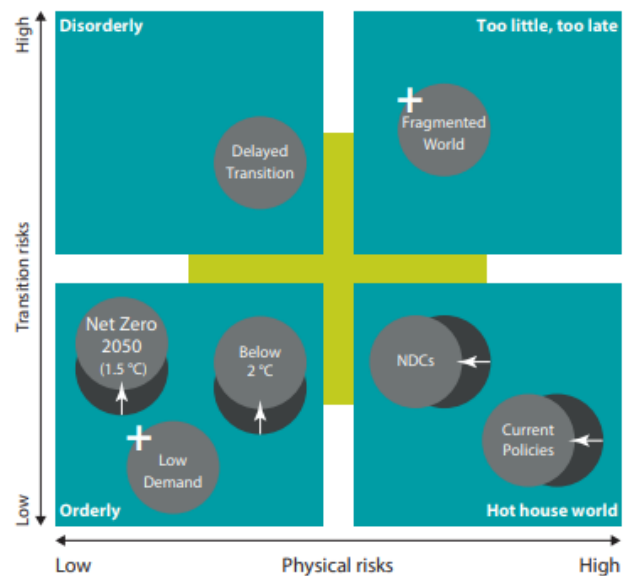 High
Disorderly
Too little, too late
Fragmented
World
Delayed
Transition
Transition risks
Net Zero
2050
(1.5 °C)
Below
2 °C
NDCs
Low
Demand
Current
Policies
Low
Orderly
Hot house world
Low
Physical risks
High